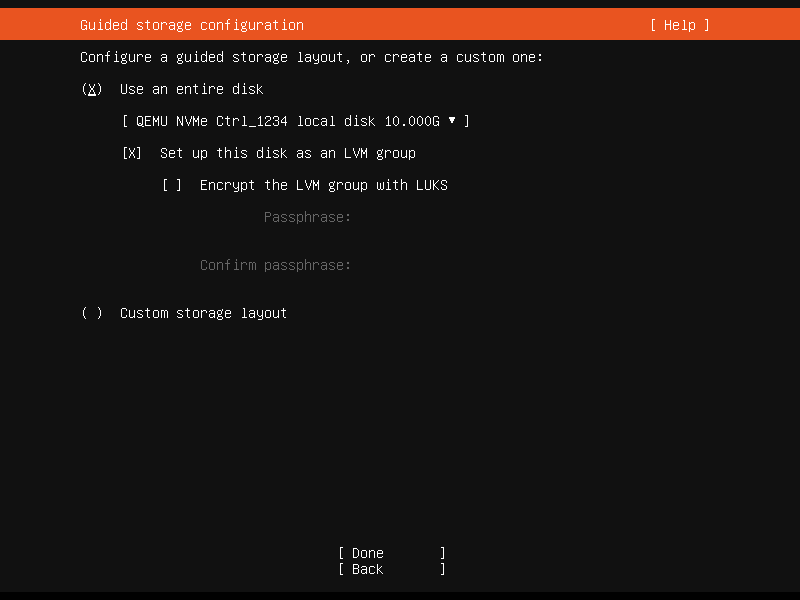 Guided storage configuration [ Help ]
Configure a guided storage layout, or create a custom one:
(X) Use an entire disk
[ QEMU NVMe Ctrl_1234 local disk 10.000G ▾ ]
[X] Set up this disk as an LVM group
[ ] Encrypt the LVM group with LUKS
Passphrase:
Confirm passphrase:
( ) Custom storage layout
[ Done ]
[ Back ]